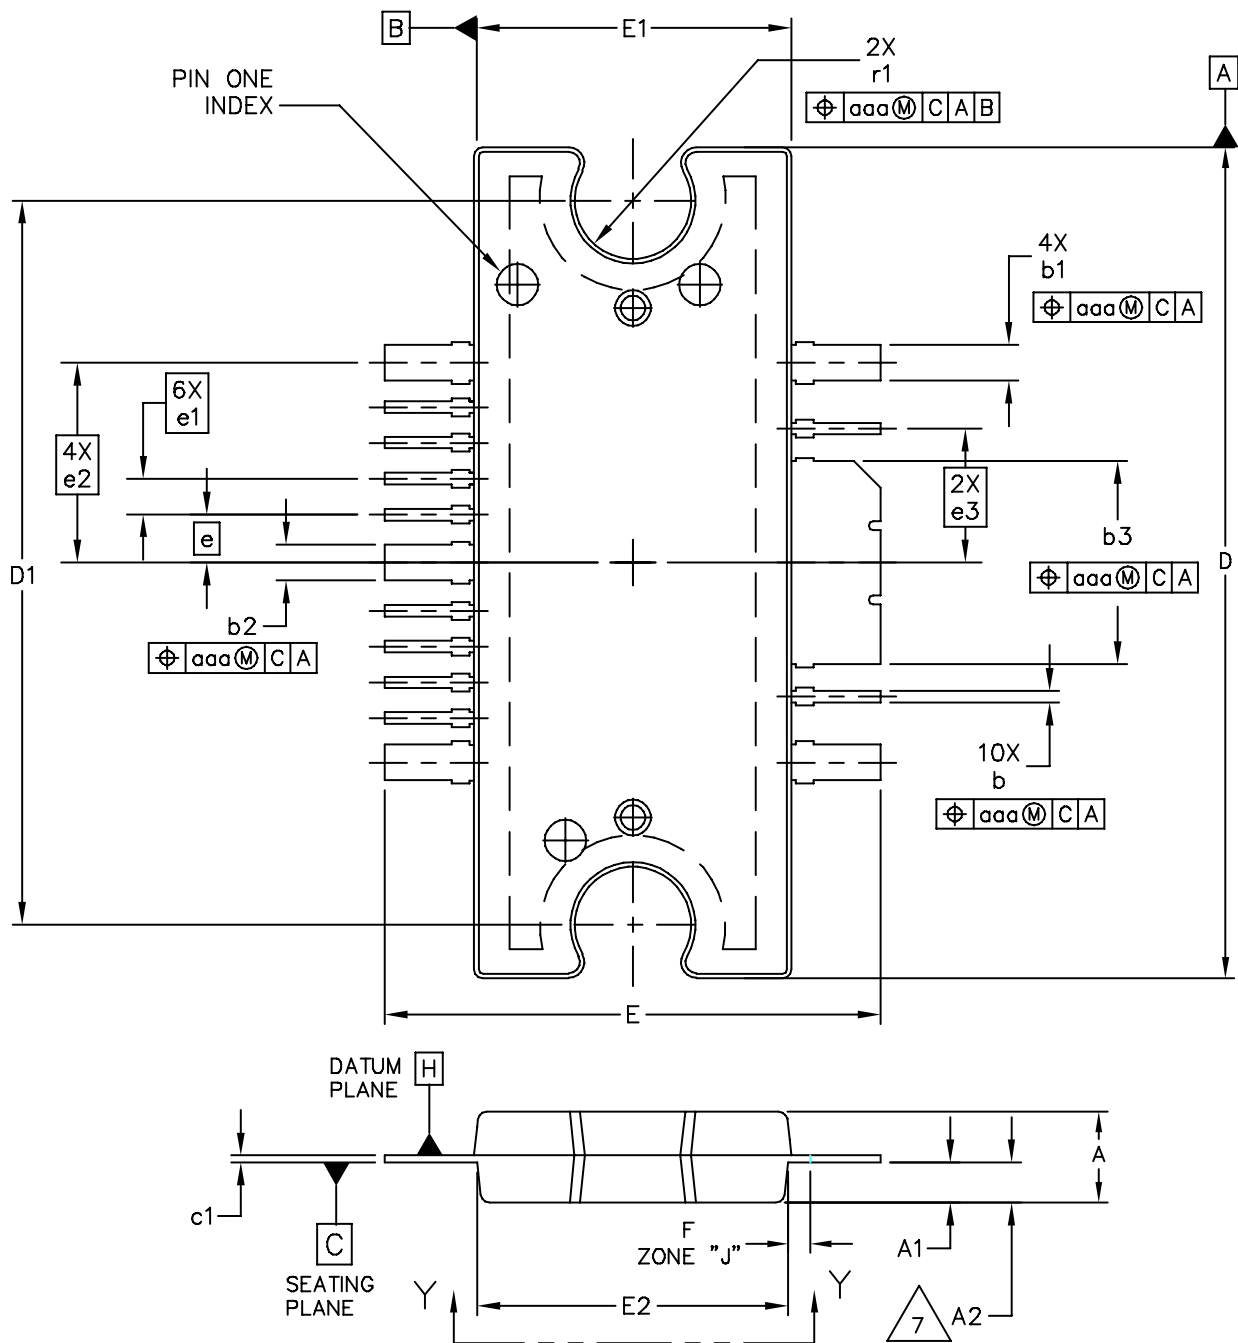 B
E1
2X
r1
⌖ aaa Ⓜ C A B
A
PIN ONE
INDEX
4X
b1
⌖ aaa Ⓜ C A
6X
e1
4X
e2
2X
e3
e
b3
D1
D
⌖ aaa Ⓜ C A
b2
⌖ aaa Ⓜ C A
10X
b
⌖ aaa Ⓜ C A
E
DATUM
PLANE
H
A
c1
C
SEATING
PLANE
F
ZONE "J"
A1
Y
Y
E2
7
A2